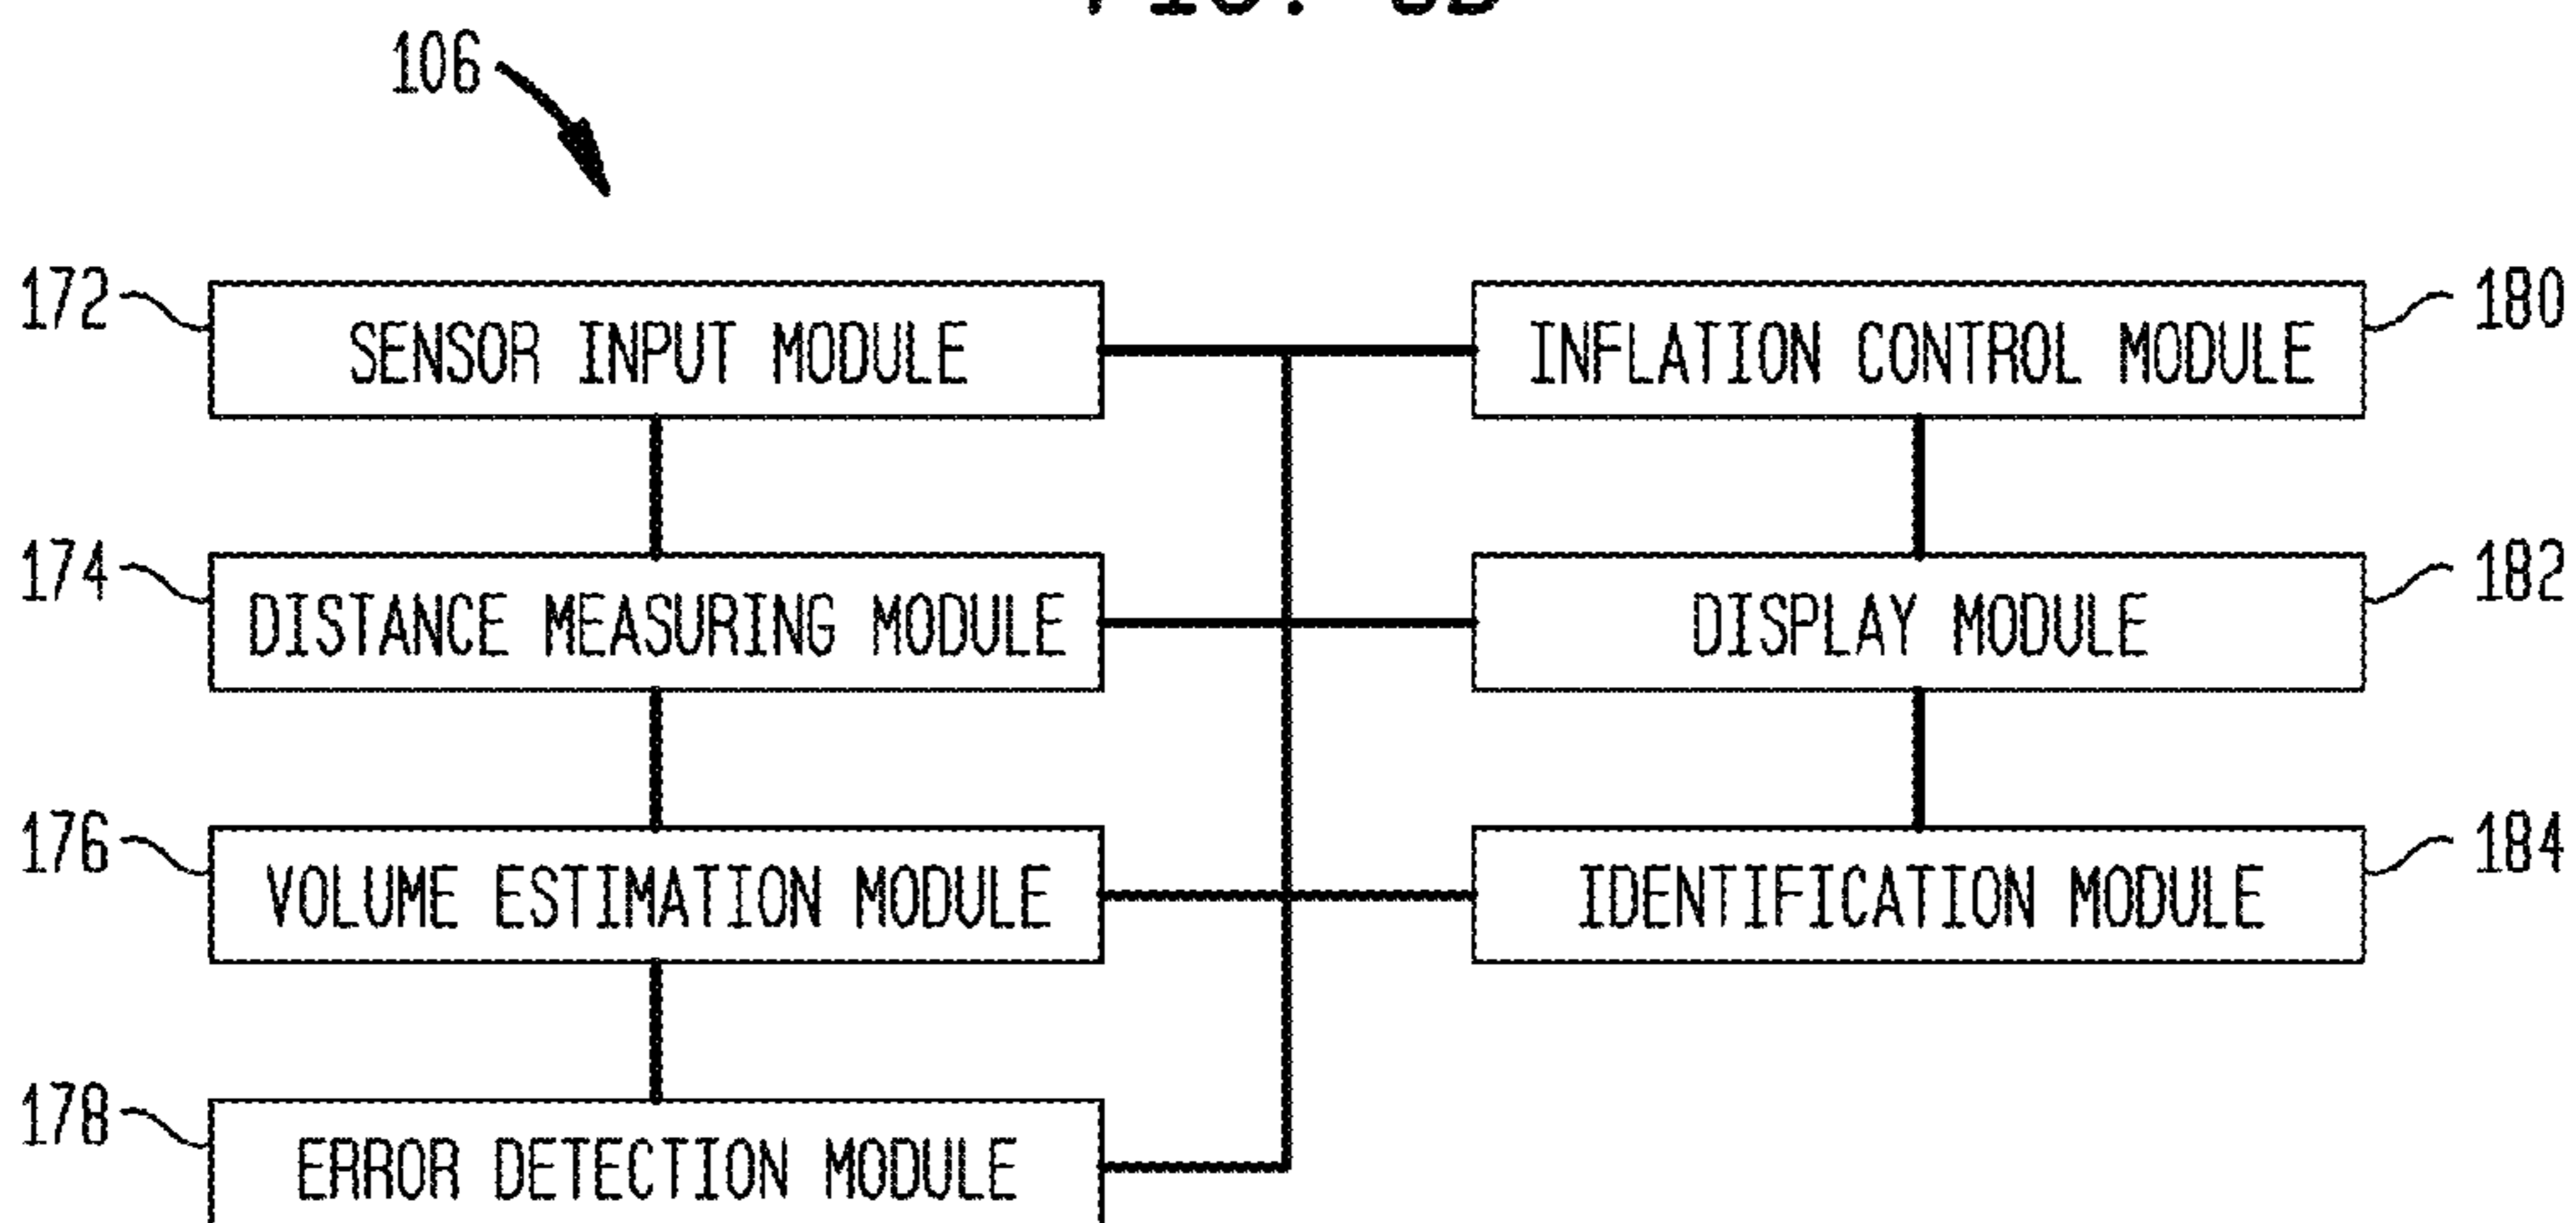 106
172 SENSOR INPUT MODULE INFLATION CONTROL MODULE 180
174 DISTANCE MEASURING MODULE DISPLAY MODULE 182
176 VOLUME ESTIMATION MODULE IDENTIFICATION MODULE 184
178 ERROR DETECTION MODULE